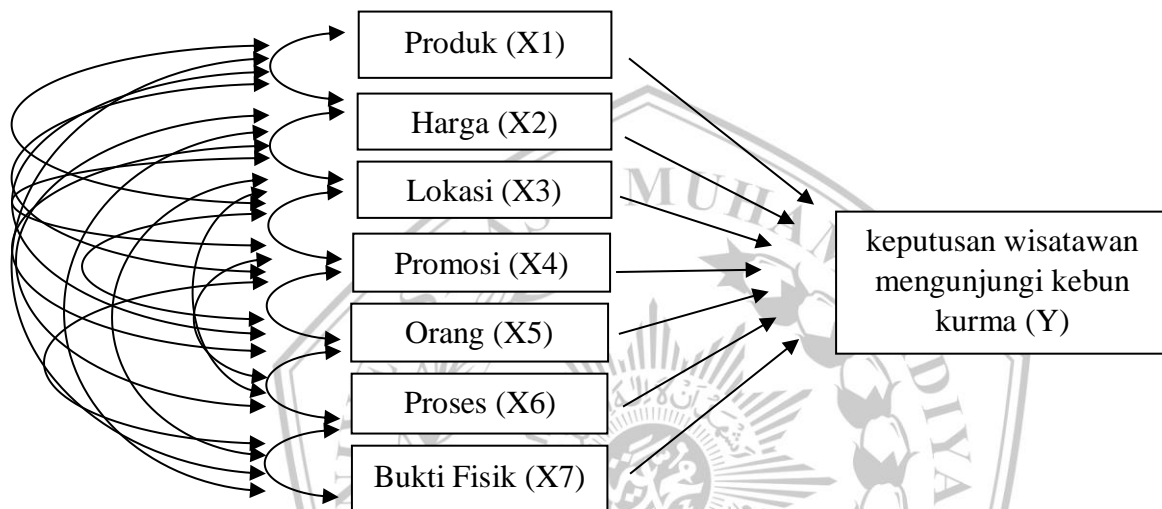 Produk (X1)
Harga (X2)
Lokasi (X3)
Promosi (X4)
Orang (X5)
Proses (X6)
Bukti Fisik (X7)
keputusan wisatawan
mengunjungi kebun
kurma (Y)